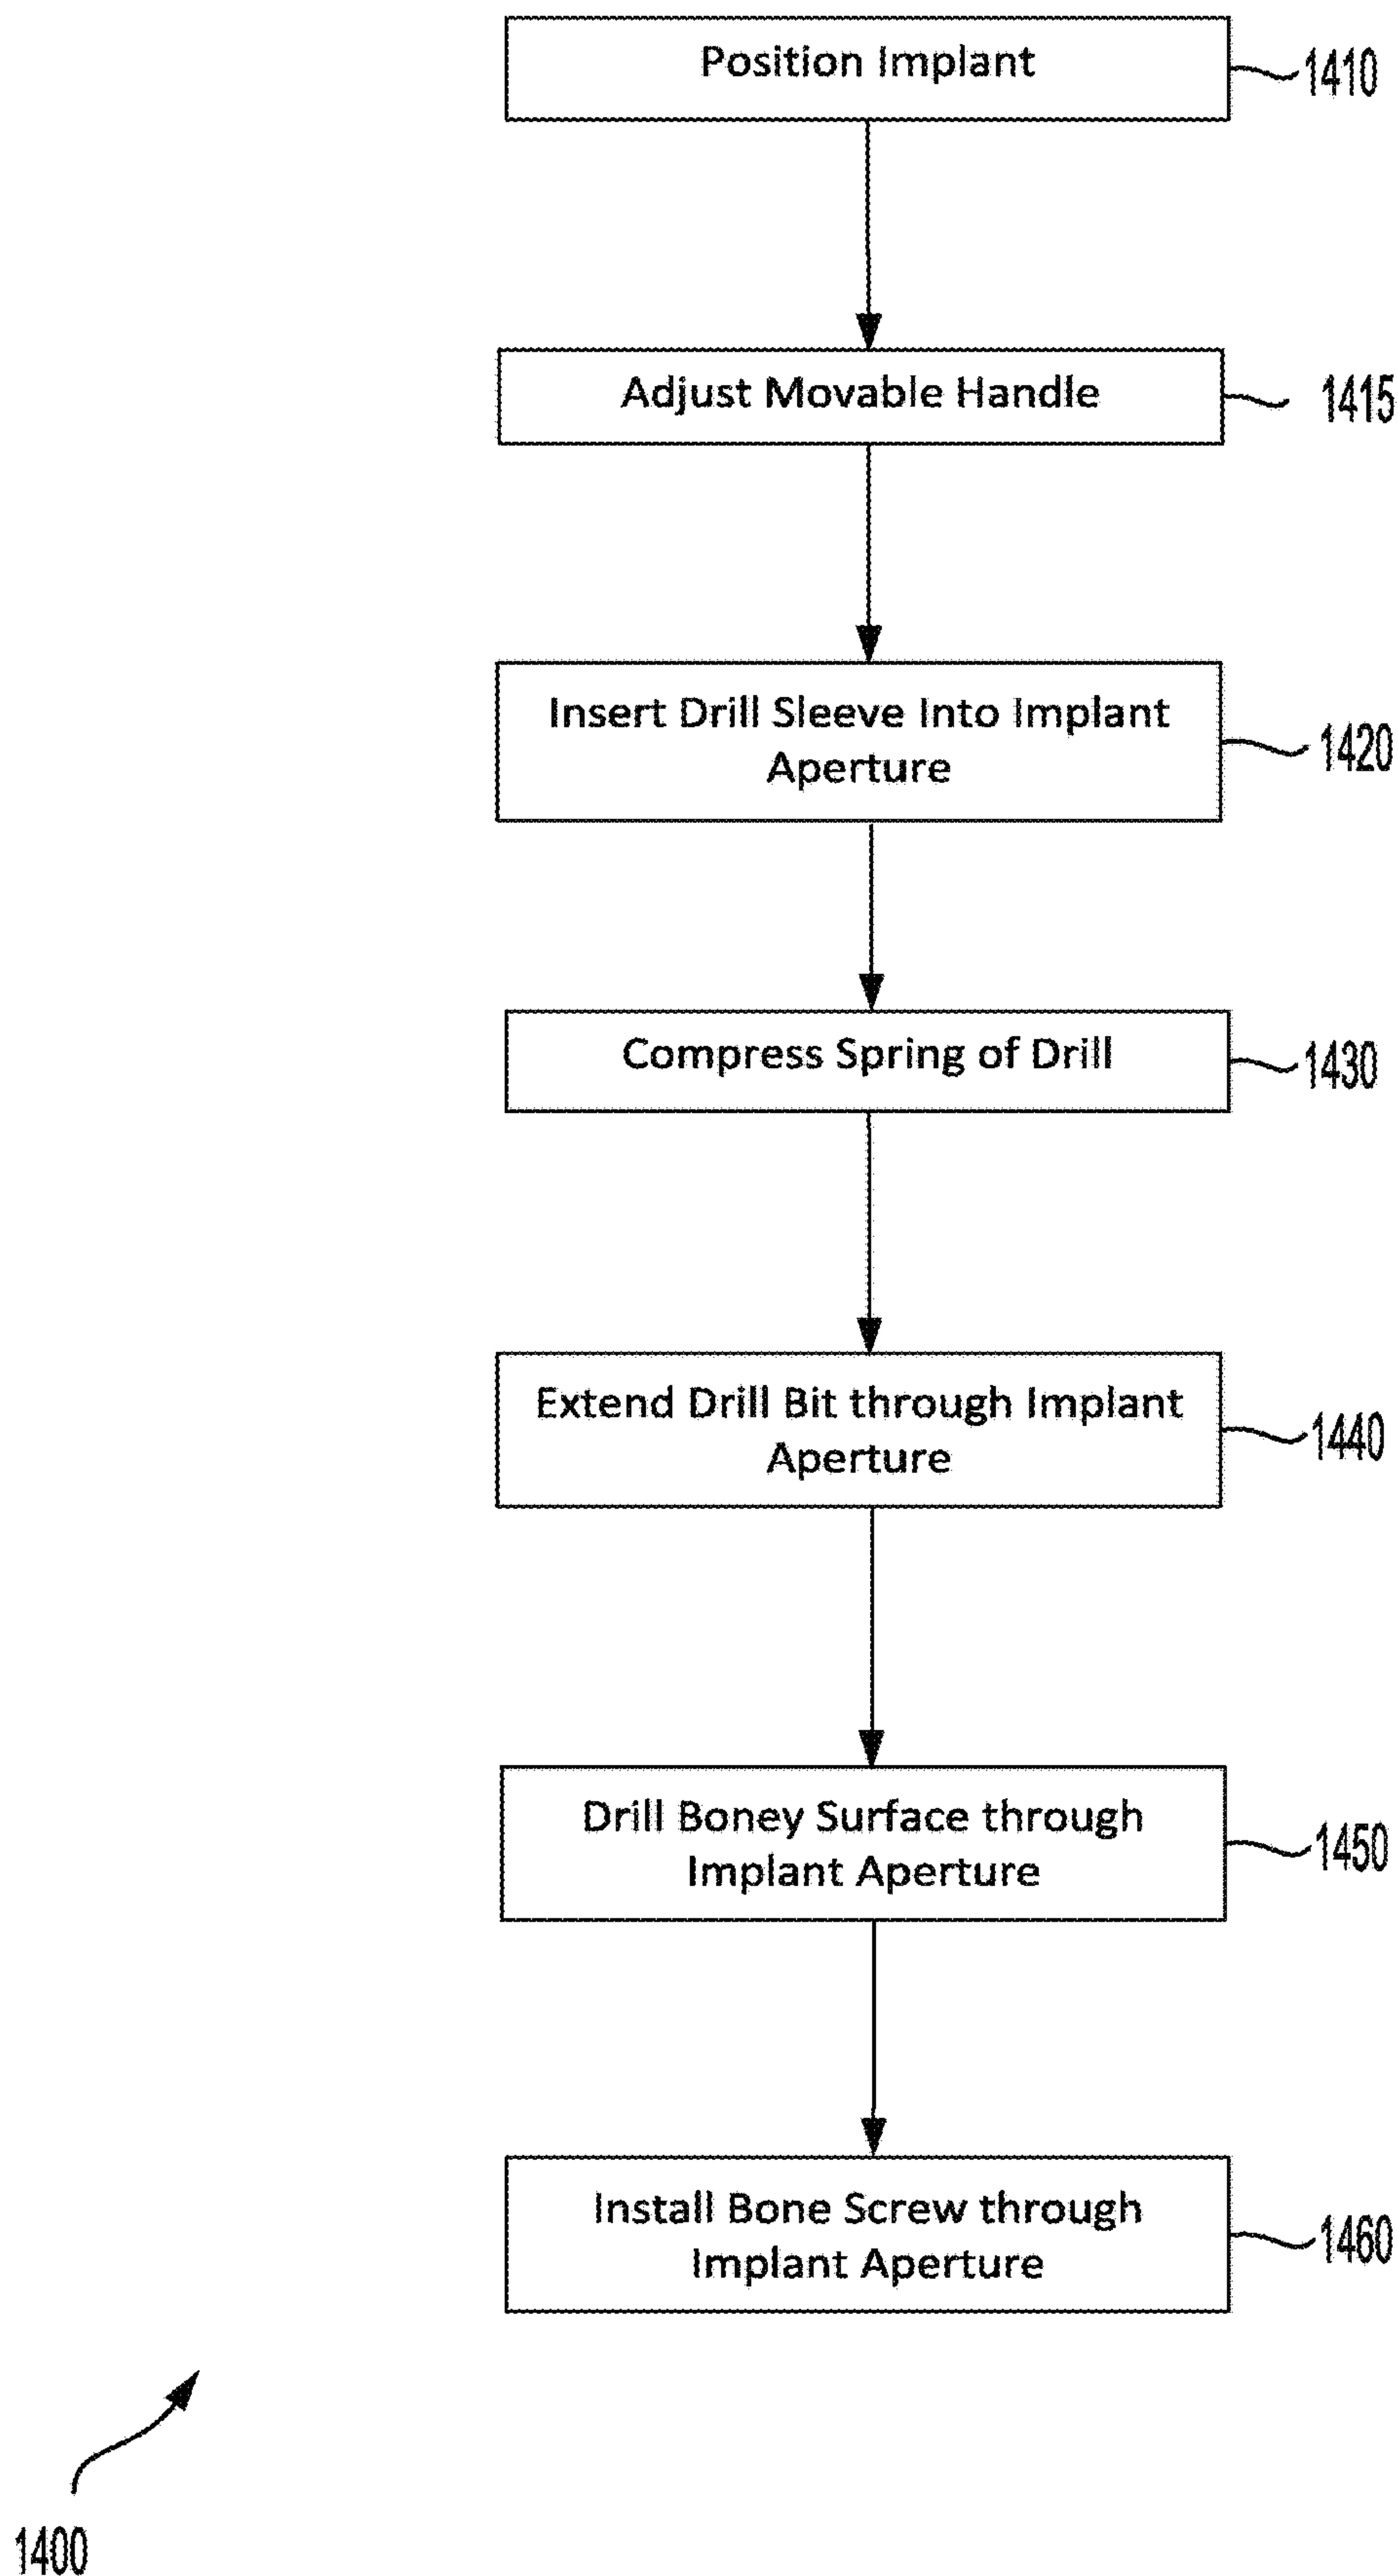 Position Implant
1410
Adjust Movable Handle
1415
Insert Drill Sleeve Into Implant
Aperture
1420
Compress Spring of Drill
1430
Extend Drill Bit through Implant
Aperture
1440
Drill Boney Surface through
Implant Aperture
1450
Install Bone Screw through
Implant Aperture
1460
1400